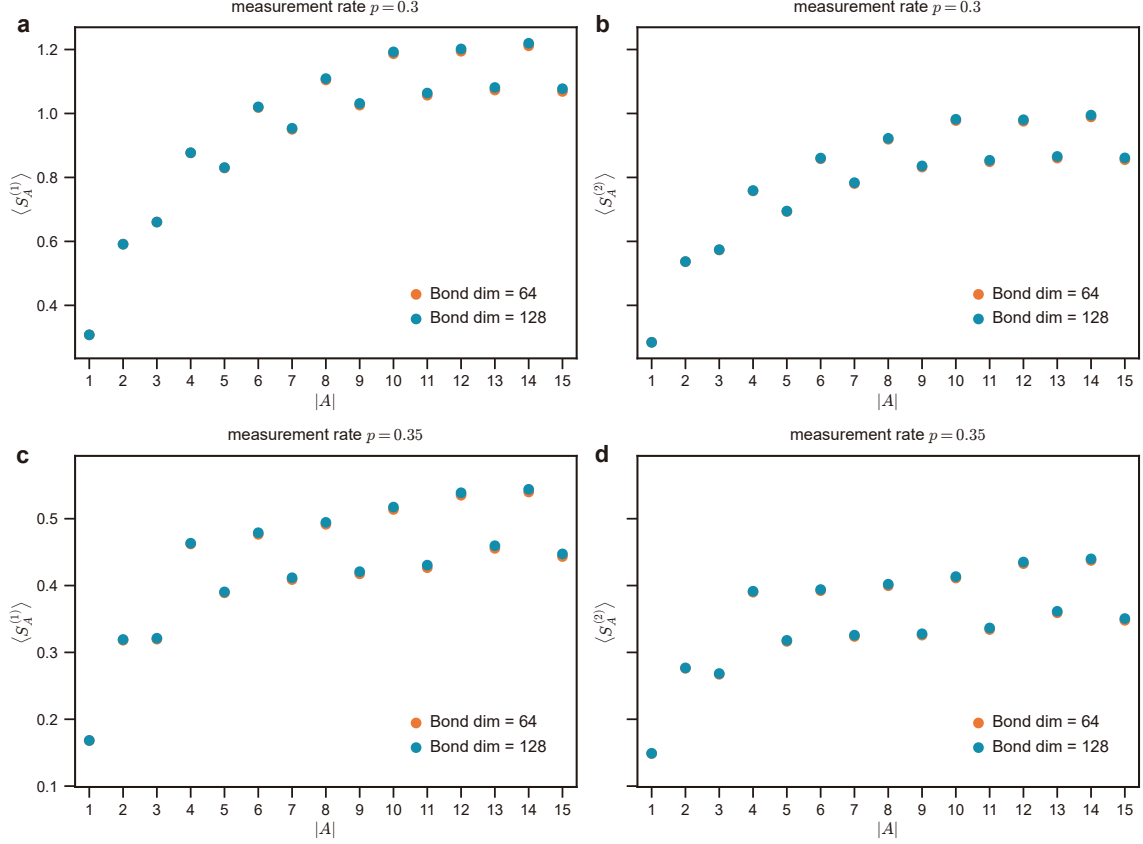 measurement rate p = 0.3
a
1.2
1.0
0.8
0.6
0.4
⟨S_A^(1)⟩
Bond dim = 64
Bond dim = 128
1 2 3 4 5 6 7 8 9 10 11 12 13 14 15
|A|
measurement rate p = 0.3
b
⟨S_A^(2)⟩
Bond dim = 64
Bond dim = 128
1 2 3 4 5 6 7 8 9 10 11 12 13 14 15
|A|
measurement rate p = 0.35
c
0.5
0.4
0.3
0.2
0.1
⟨S_A^(1)⟩
Bond dim = 64
Bond dim = 128
1 2 3 4 5 6 7 8 9 10 11 12 13 14 15
|A|
measurement rate p = 0.35
d
⟨S_A^(2)⟩
Bond dim = 64
Bond dim = 128
1 2 3 4 5 6 7 8 9 10 11 12 13 14 15
|A|